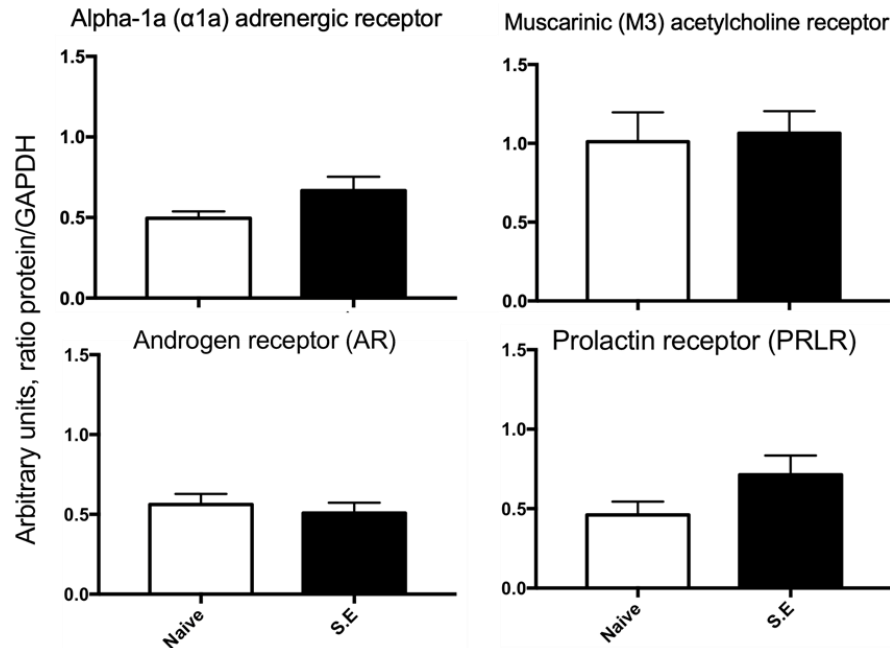 Alpha-1a (α1a) adrenergic receptor
Muscarinic (M3) acetylcholine receptor
Arbitrary units, ratio protein/GAPDH
1.5
1.0
0.5
0.0
1.5
1.0
0.5
0.0
Androgen receptor (AR)
Prolactin receptor (PRLR)
1.5
1.0
0.5
0.0
Naive
S.E
1.5
1.0
0.5
0.0
Naive
S.E